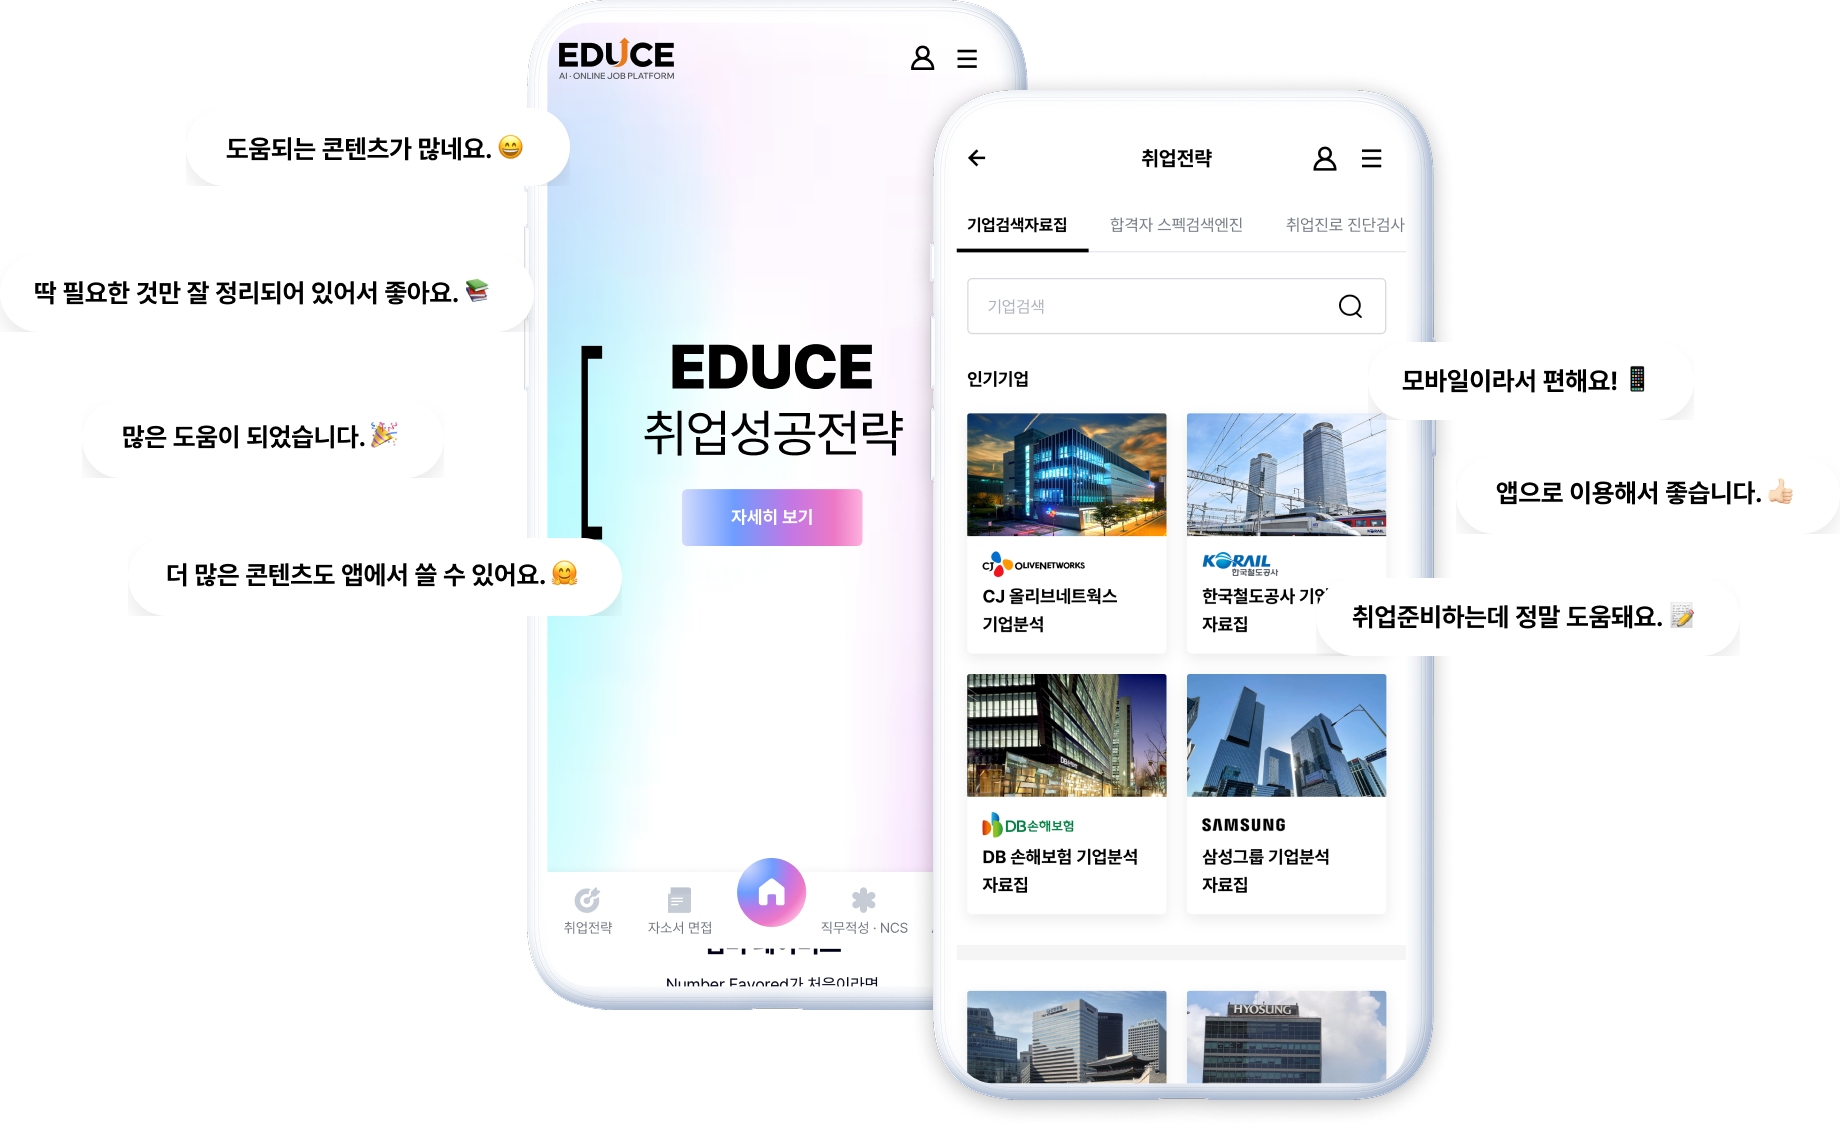 EDUCE
AI · ONLINE JOB PLATFORM
도움되는 콘텐츠가 많네요. 😄
딱 필요한 것만 잘 정리되어 있어서 좋아요. 📚
많은 도움이 되었습니다. 🎉
더 많은 콘텐츠도 앱에서 쓸 수 있어요. 🤗
EDUCE
취업성공전략
자세히 보기
취업전략
자소서 면접
직무적성 · NCS
Number Favored가 처음이라면
취업전략
기업검색자료집
합격자 스펙검색엔진
취업진로 진단검사
기업검색
인기기업
CJ OLIVENETWORKS
CJ 올리브네트웍스
기업분석
KORAIL
KORAIL
한국철도공사
한국철도공사 기업
자료집
DB손해보험
DB 손해보험 기업분석
자료집
SAMSUNG
삼성그룹 기업분석
자료집
HYOSUNG
모바일이라서 편해요! 📱
앱으로 이용해서 좋습니다. 👍🏻
취업준비하는데 정말 도움돼요. 📝